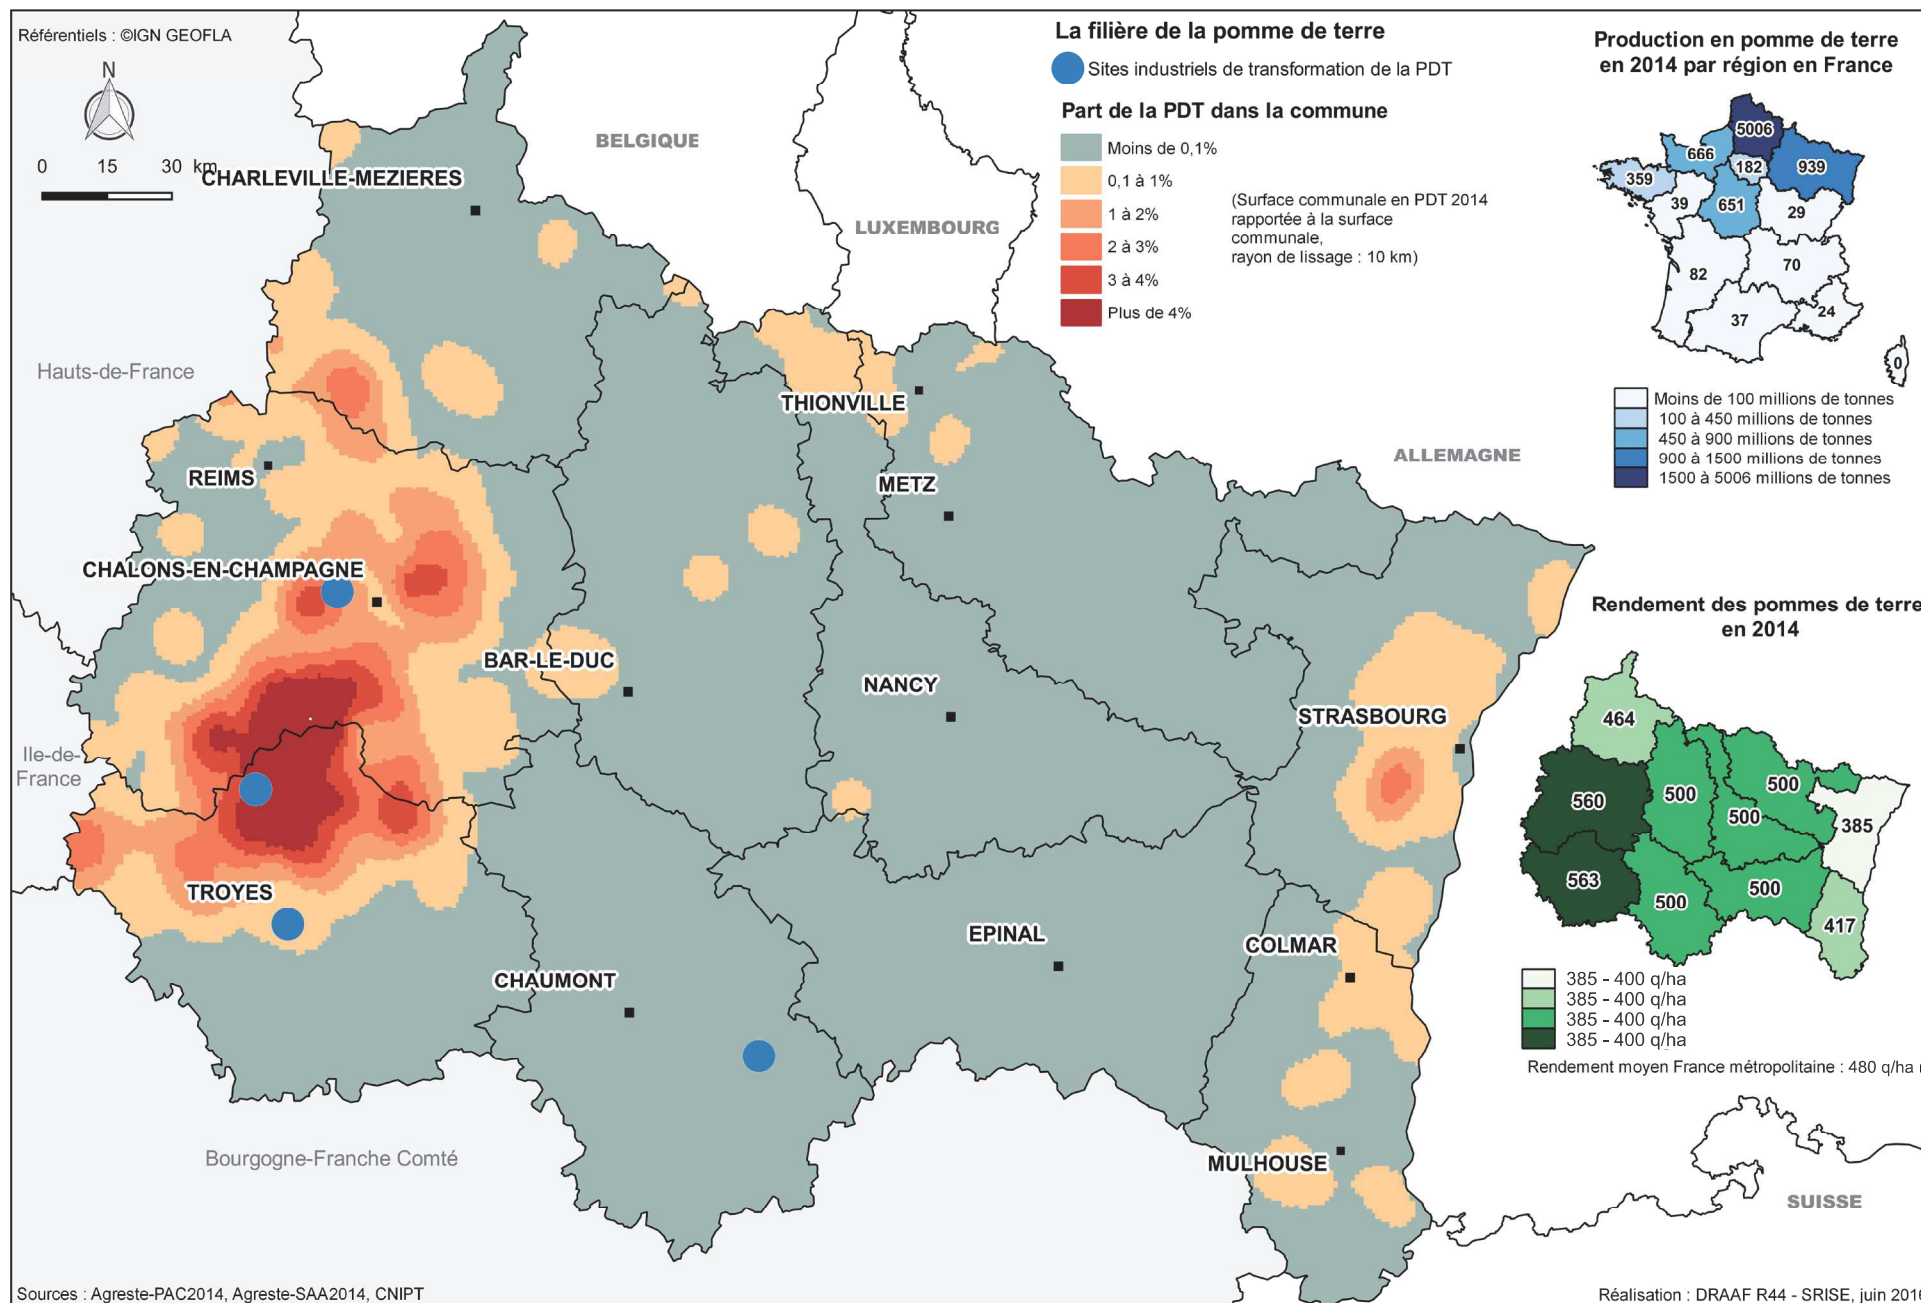 Référentiels : ©IGN GEOFLA
N
0 15 30 km
La filière de la pomme de terre
Sites industriels de transformation de la PDT
Part de la PDT dans la commune
Moins de 0,1%
0,1 à 1%
1 à 2%
2 à 3%
3 à 4%
Plus de 4%
(Surface communale en PDT 2014
rapportée à la surface
communale,
rayon de lissage : 10 km)
Production en pomme de terre
en 2014 par région en France
5006
666
182
939
359
39
651
29
82
70
37
24
0
Moins de 100 millions de tonnes
100 à 450 millions de tonnes
450 à 900 millions de tonnes
900 à 1500 millions de tonnes
1500 à 5006 millions de tonnes
BELGIQUE
LUXEMBOURG
ALLEMAGNE
SUISSE
Hauts-de-France
Ile-de-
France
Bourgogne-Franche Comté
CHARLEVILLE-MEZIERES
THIONVILLE
REIMS
METZ
CHALONS-EN-CHAMPAGNE
BAR-LE-DUC
NANCY
STRASBOURG
TROYES
EPINAL
COLMAR
CHAUMONT
MULHOUSE
Rendement des pommes de terre
en 2014
464
560
500
500
500
385
563
500
500
417
385 - 400 q/ha
385 - 400 q/ha
385 - 400 q/ha
385 - 400 q/ha
Rendement moyen France métropolitaine : 480 q/ha
Sources : Agreste-PAC2014, Agreste-SAA2014, CNIPT
Réalisation : DRAAF R44 - SRISE, juin 2016